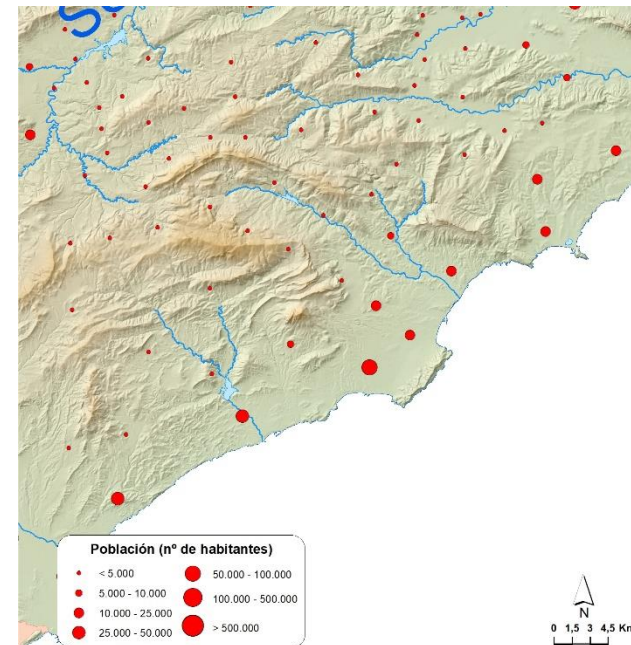 Población (nº de habitantes)
< 5.000
5.000 - 10.000
10.000 - 25.000
25.000 - 50.000
50.000 - 100.000
100.000 - 500.000
> 500.000
N
0 1,5 3 4,5 Km